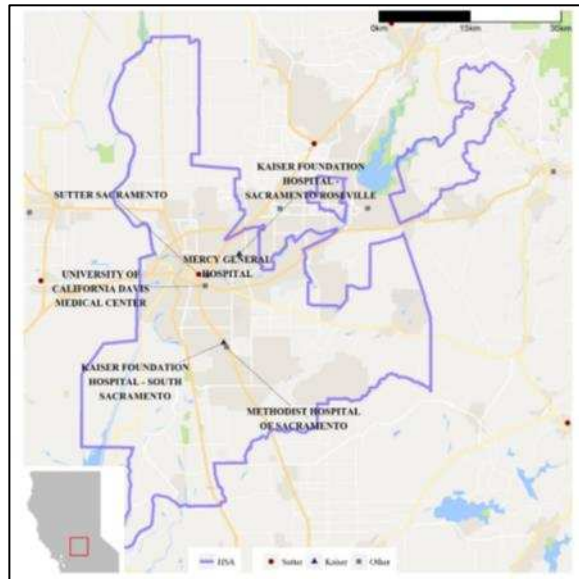 0km 15km 30km
KAISER FOUNDATION
HOSPITAL -
SACRAMENTO/ROSEVILLE
SUTTER SACRAMENTO
MERCY GENERAL
HOSPITAL
UNIVERSITY OF
CALIFORNIA DAVIS
MEDICAL CENTER
KAISER FOUNDATION
HOSPITAL - SOUTH
SACRAMENTO
METHODIST HOSPITAL
OF SACRAMENTO
HSA Sutter Kaiser Other